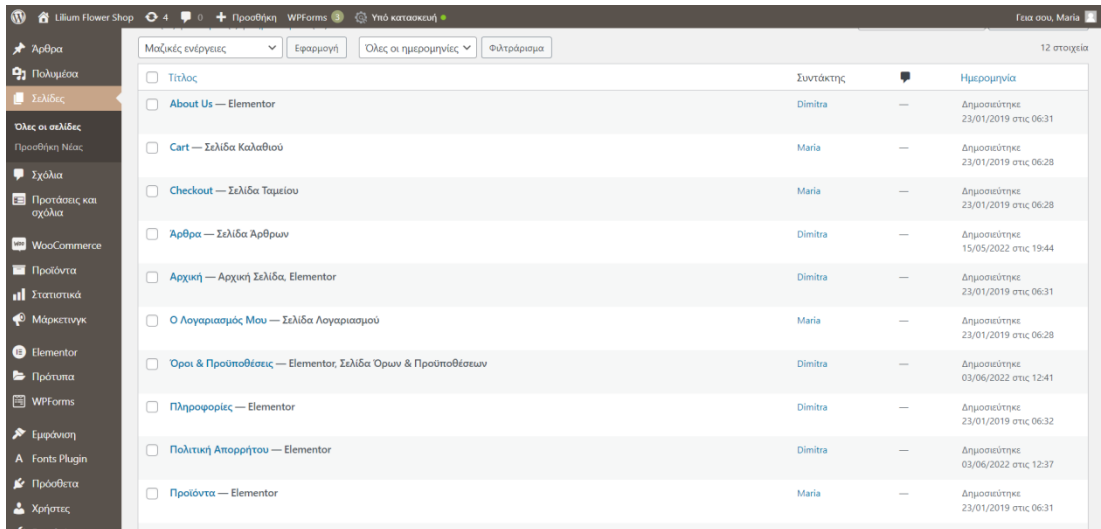 Lilium Flower Shop 4 0 Προσθήκη WPForms 3 Υπό κατασκευή Γεια σου, Maria
Άρθρα
Πολυμέσα
Σελίδες
Όλες οι σελίδες
Προσθήκη Νέας
Σχόλια
Προτάσεις και
σχόλια
WooCommerce
Προϊόντα
Στατιστικά
Μάρκετινγκ
Elementor
Πρότυπα
WPForms
Εμφάνιση
A Fonts Plugin
Πρόσθετα
Χρήστες
Μαζικές ενέργειες Εφαρμογή Όλες οι ημερομηνίες Φιλτράρισμα 12 στοιχεία
Τίτλος Συντάκτης Ημερομηνία
About Us — Elementor Dimitra — Δημοσιεύτηκε
23/01/2019 στις 06:31
Cart — Σελίδα Καλαθιού Maria — Δημοσιεύτηκε
23/01/2019 στις 06:28
Checkout — Σελίδα Ταμείου Maria — Δημοσιεύτηκε
23/01/2019 στις 06:28
Άρθρα — Σελίδα Άρθρων Dimitra — Δημοσιεύτηκε
15/05/2022 στις 19:44
Αρχική — Αρχική Σελίδα, Elementor Dimitra — Δημοσιεύτηκε
23/01/2019 στις 06:31
Ο Λογαριασμός Μου — Σελίδα Λογαριασμού Maria — Δημοσιεύτηκε
23/01/2019 στις 06:28
Όροι & Προϋποθέσεις — Elementor, Σελίδα Όρων & Προϋποθέσεων Dimitra — Δημοσιεύτηκε
03/06/2022 στις 12:41
Πληροφορίες — Elementor Dimitra — Δημοσιεύτηκε
23/01/2019 στις 06:32
Πολιτική Απορρήτου — Elementor Dimitra — Δημοσιεύτηκε
03/06/2022 στις 12:37
Προϊόντα — Elementor Maria — Δημοσιεύτηκε
23/01/2019 στις 06:31